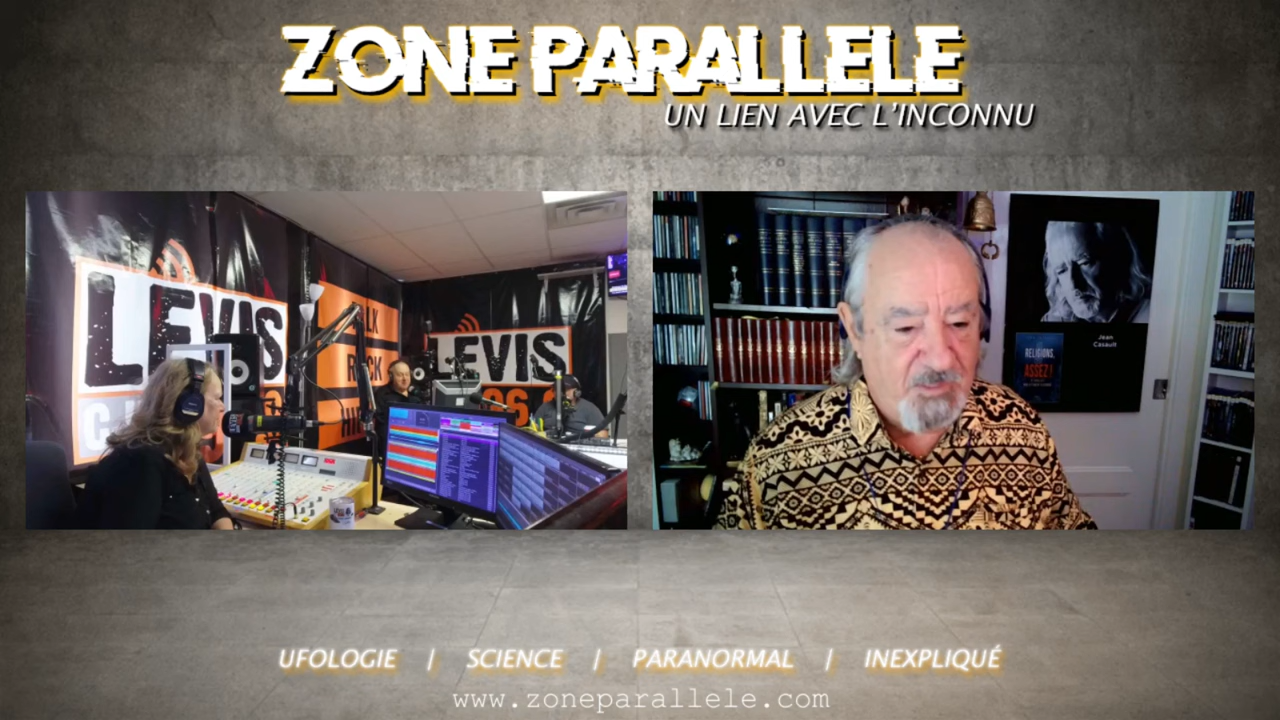 ZONE PARALLELE
UN LIEN AVEC L'INCONNU
LEVIS
LEVIS
Jean
Casault
RELIGIONS,
ASSEZ!
UFOLOGIE | SCIENCE | PARANORMAL | INEXPLIQUÉ
www.zoneparallele.com